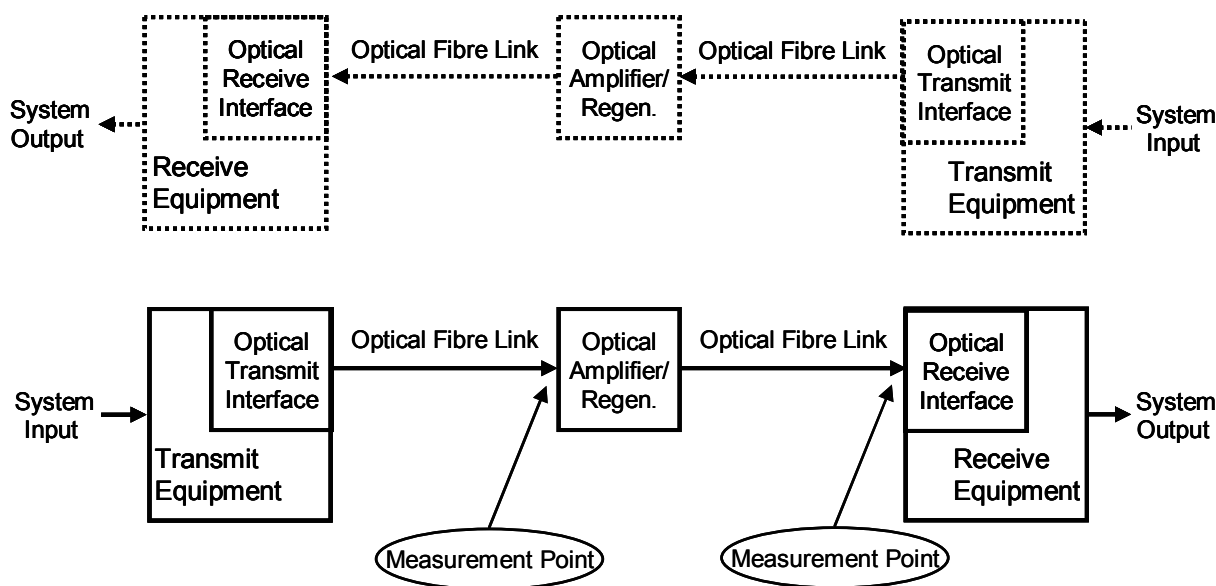 Optical
Receive
Interface
Optical Fibre Link
Optical
Amplifier/
Regen.
Optical Fibre Link
Optical
Transmit
Interface
System
Output
Receive
Equipment
Transmit
Equipment
System
Input
Optical
Transmit
Interface
Optical Fibre Link
Optical
Amplifier/
Regen.
Optical Fibre Link
Optical
Receive
Interface
System
Input
Transmit
Equipment
Receive
Equipment
System
Output
Measurement Point
Measurement Point